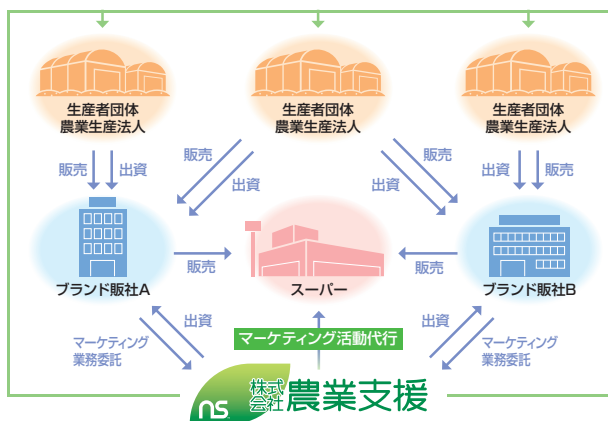 生産者団体
農業生産法人
生産者団体
農業生産法人
生産者団体
農業生産法人
販売
出資
販売
出資
販売
出資
出資
販売
ブランド販社A
販売
スーパー
販売
ブランド販社B
マーケティング
業務委託
出資
マーケティング活動代行
出資
マーケティング
業務委託
ns.
株式
会社
農業支援